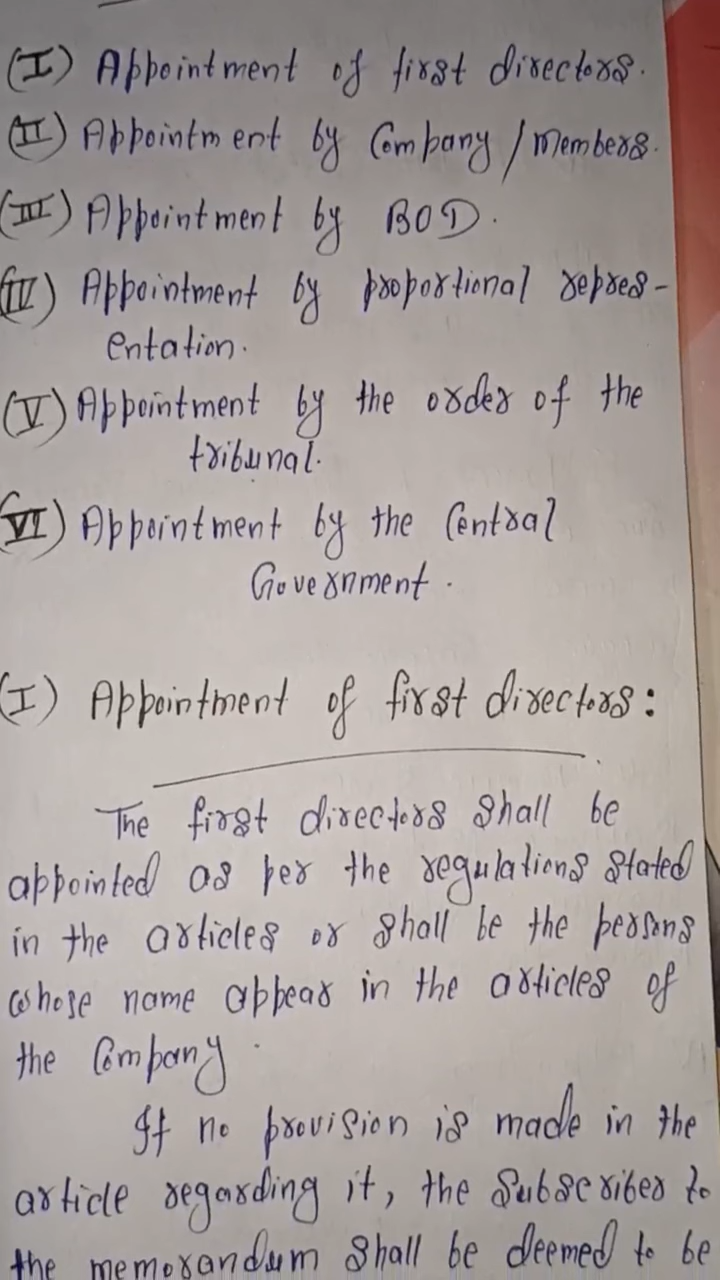 (I) Appointment of first directors.
(II) Appointment by Company / Members.
(III) Appointment by BOD.
(IV) Appointment by proportional repres-
entation.
(V) Appointment by the order of the
tribunal.
(VI) Appointment by the Central
Government.
(I) Appointment of first directors:
The first directors shall be
appointed as per the regulations stated
in the articles or shall be the persons
whose name appear in the articles of
the Company.
If no provision is made in the
article regarding it, the Subscriber to
the memorandum shall be deemed to be